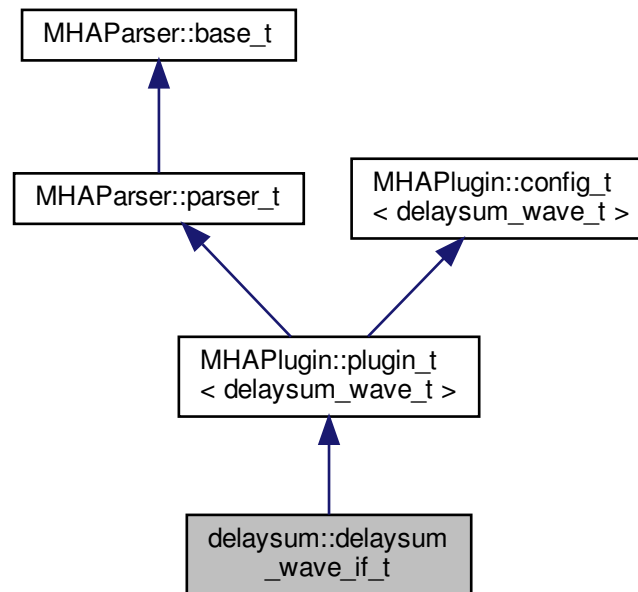 MHAParser::base_t
MHAParser::parser_t
MHAPlugin::config_t
< delaysum_wave_t >
MHAPlugin::plugin_t
< delaysum_wave_t >
delaysum::delaysum
_wave_if_t